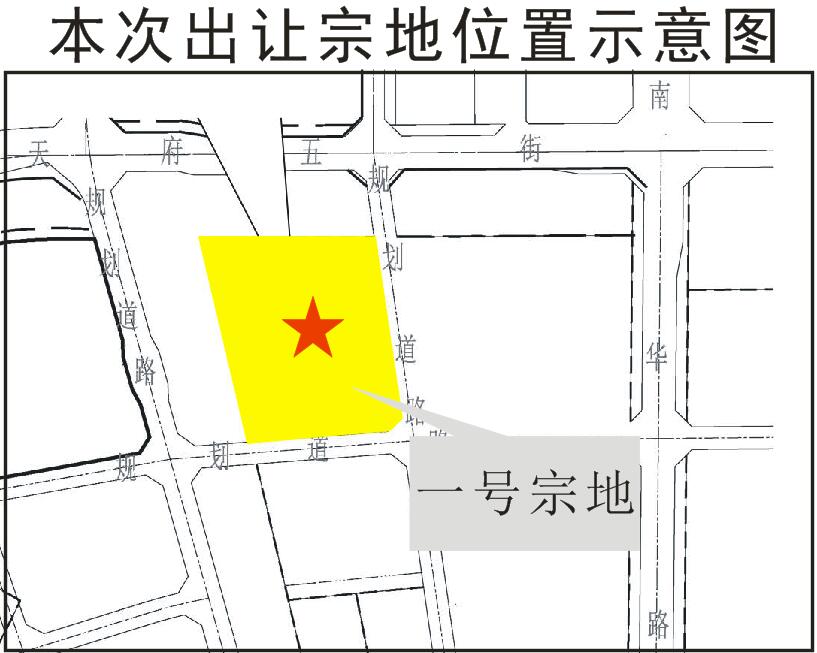 本次出让宗地位置示意图
南华路
天府五街
规划道路
规划道路
规划道路
一号宗地